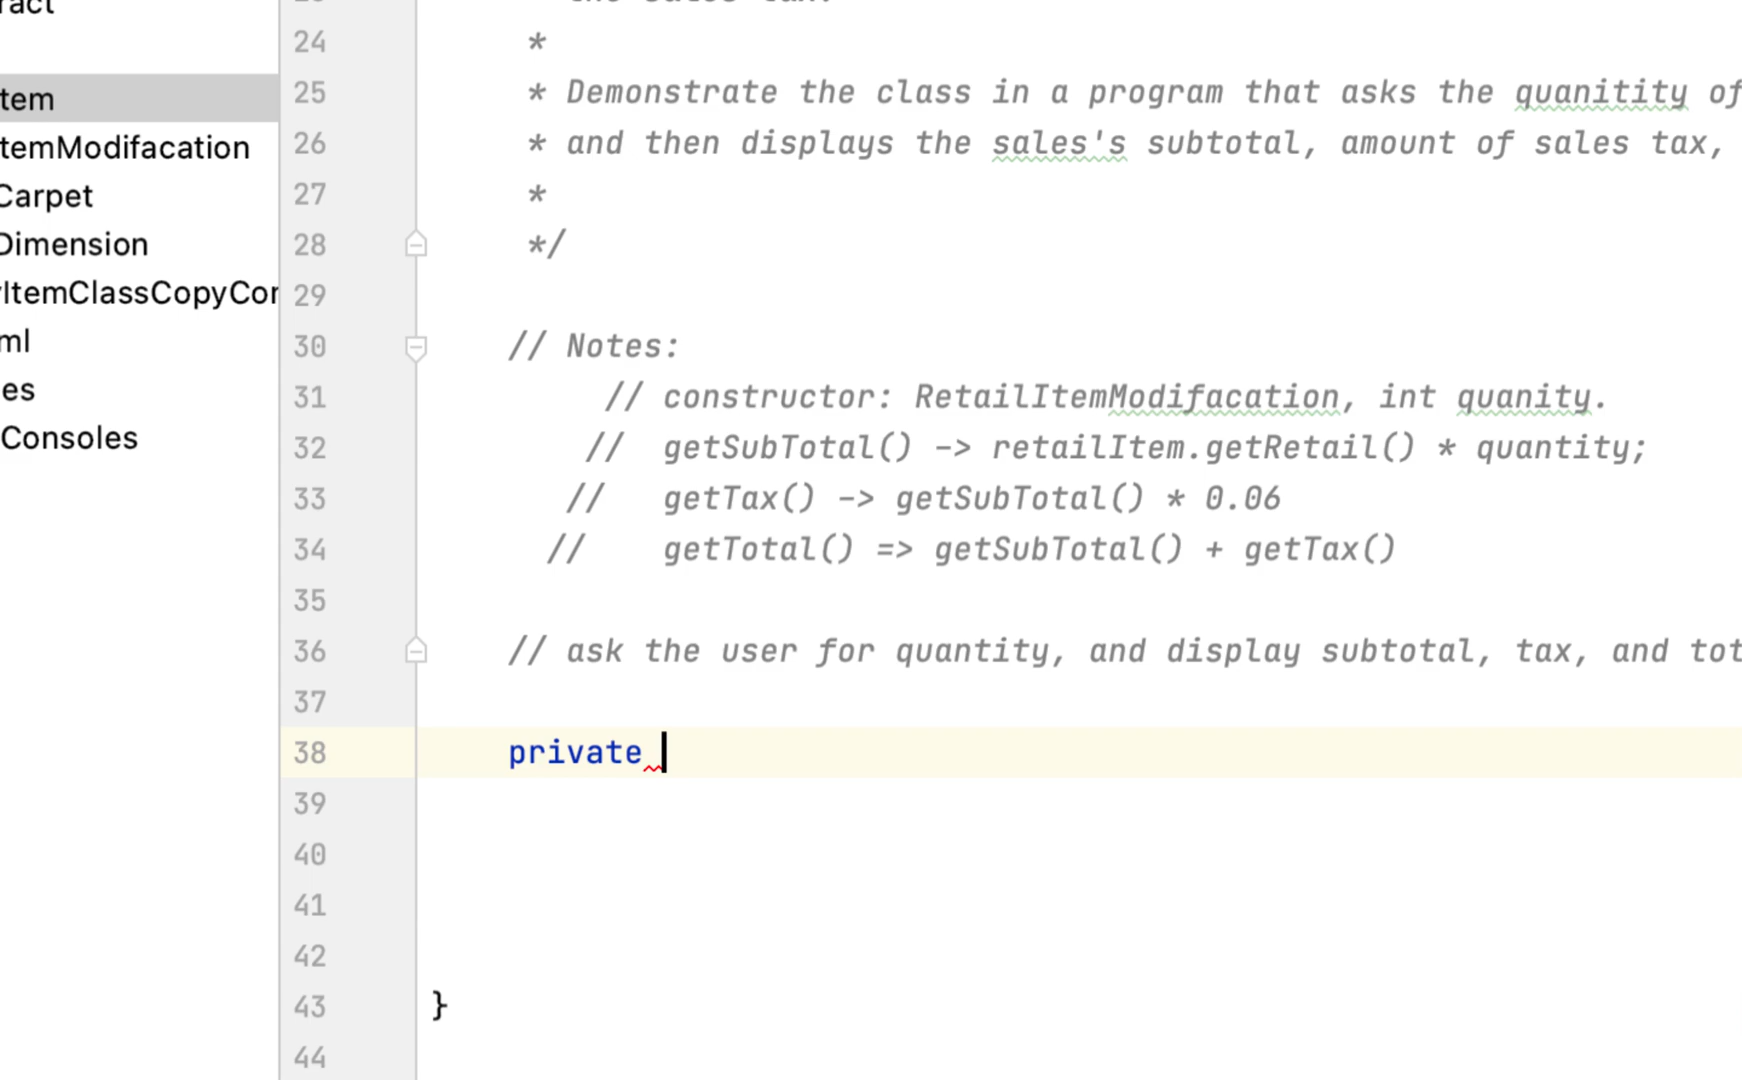 ract
tem
temModifacation
Carpet
Dimension
ItemClassCopyCor
ml
es
Consoles
24 *
25 * Demonstrate the class in a program that asks the quanitity of
26 * and then displays the sales's subtotal, amount of sales tax,
27 *
28 */
29
30 // Notes:
31 // constructor: RetailItemModifacation, int quanity.
32 // getSubTotal() -> retailItem.getRetail() * quantity;
33 // getTax() -> getSubTotal() * 0.06
34 // getTotal() => getSubTotal() + getTax()
35
36 // ask the user for quantity, and display subtotal, tax, and tot
37
38 private
39
40
41
42
43 }
44